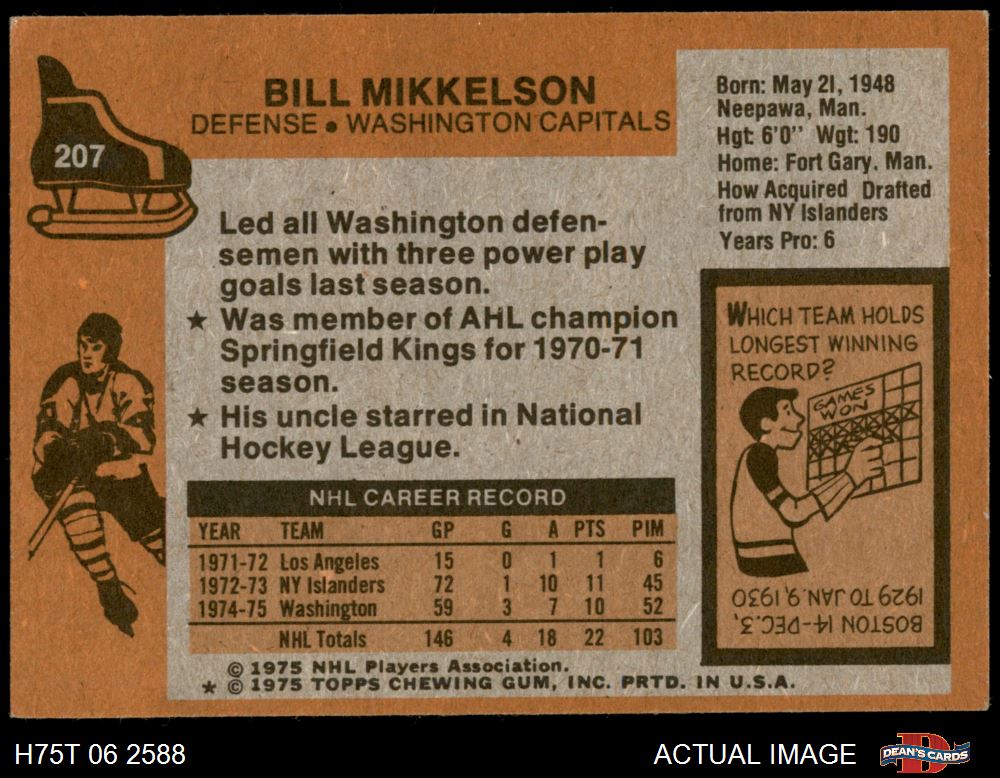 207
BILL MIKKELSON
DEFENSE • WASHINGTON CAPITALS
Born: May 21, 1948
Neepawa, Man.
Hgt: 6'0" Wgt: 190
Home: Fort Gary, Man.
How Acquired Drafted
from NY Islanders
Years Pro: 6
Led all Washington defen-
semen with three power play
goals last season.
★ Was member of AHL champion
Springfield Kings for 1970-71
season.
★ His uncle starred in National
Hockey League.
WHICH TEAM HOLDS
LONGEST WINNING
RECORD?
GAMES
WON
BOSTON 14-DEC.3,
1929 TO JAN.9,1930
NHL CAREER RECORD
YEAR TEAM GP G A PTS PIM
1971-72 Los Angeles 15 0 1 1 6
1972-73 NY Islanders 72 1 10 11 45
1974-75 Washington 59 3 7 10 52
NHL Totals 146 4 18 22 103
© 1975 NHL Players Association.
★ © 1975 TOPPS CHEWING GUM, INC. PRTD. IN U.S.A.
H75T 06 2588
ACTUAL IMAGE
D
DEAN'S CARDS